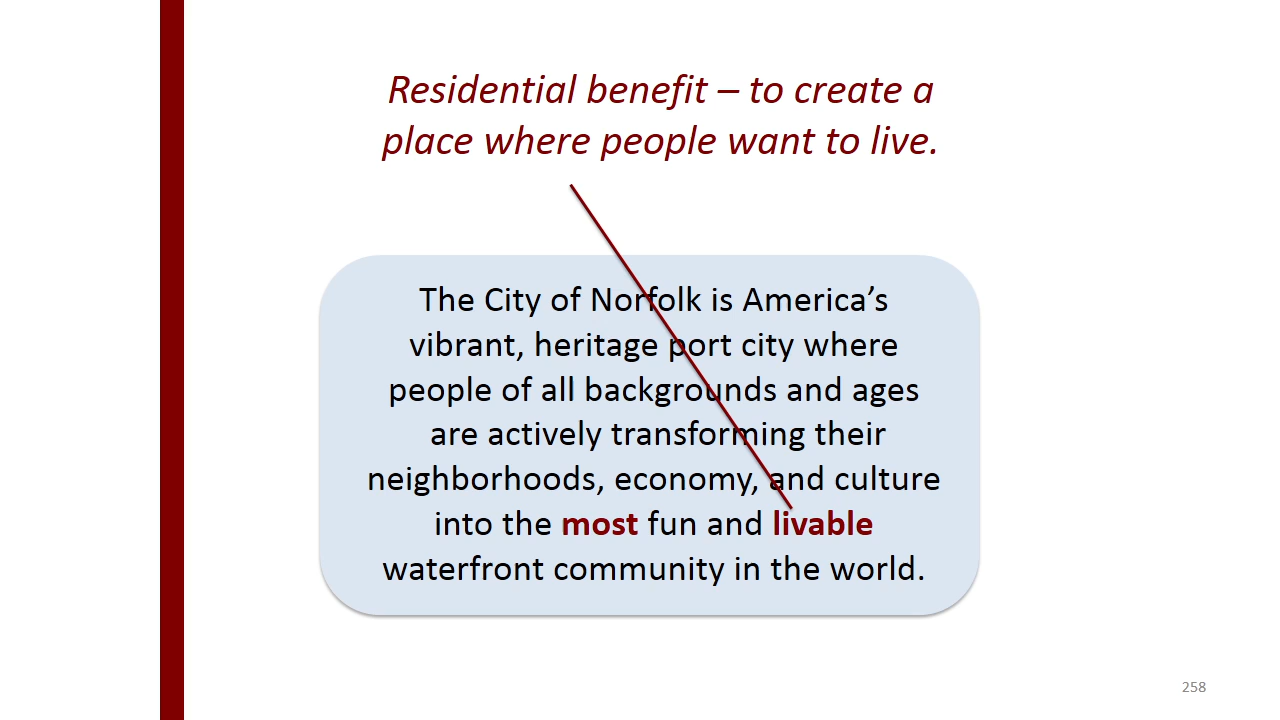 Residential benefit – to create a
place where people want to live.
The City of Norfolk is America’s
vibrant, heritage port city where
people of all backgrounds and ages
are actively transforming their
neighborhoods, economy, and culture
into the most fun and livable
waterfront community in the world.
258